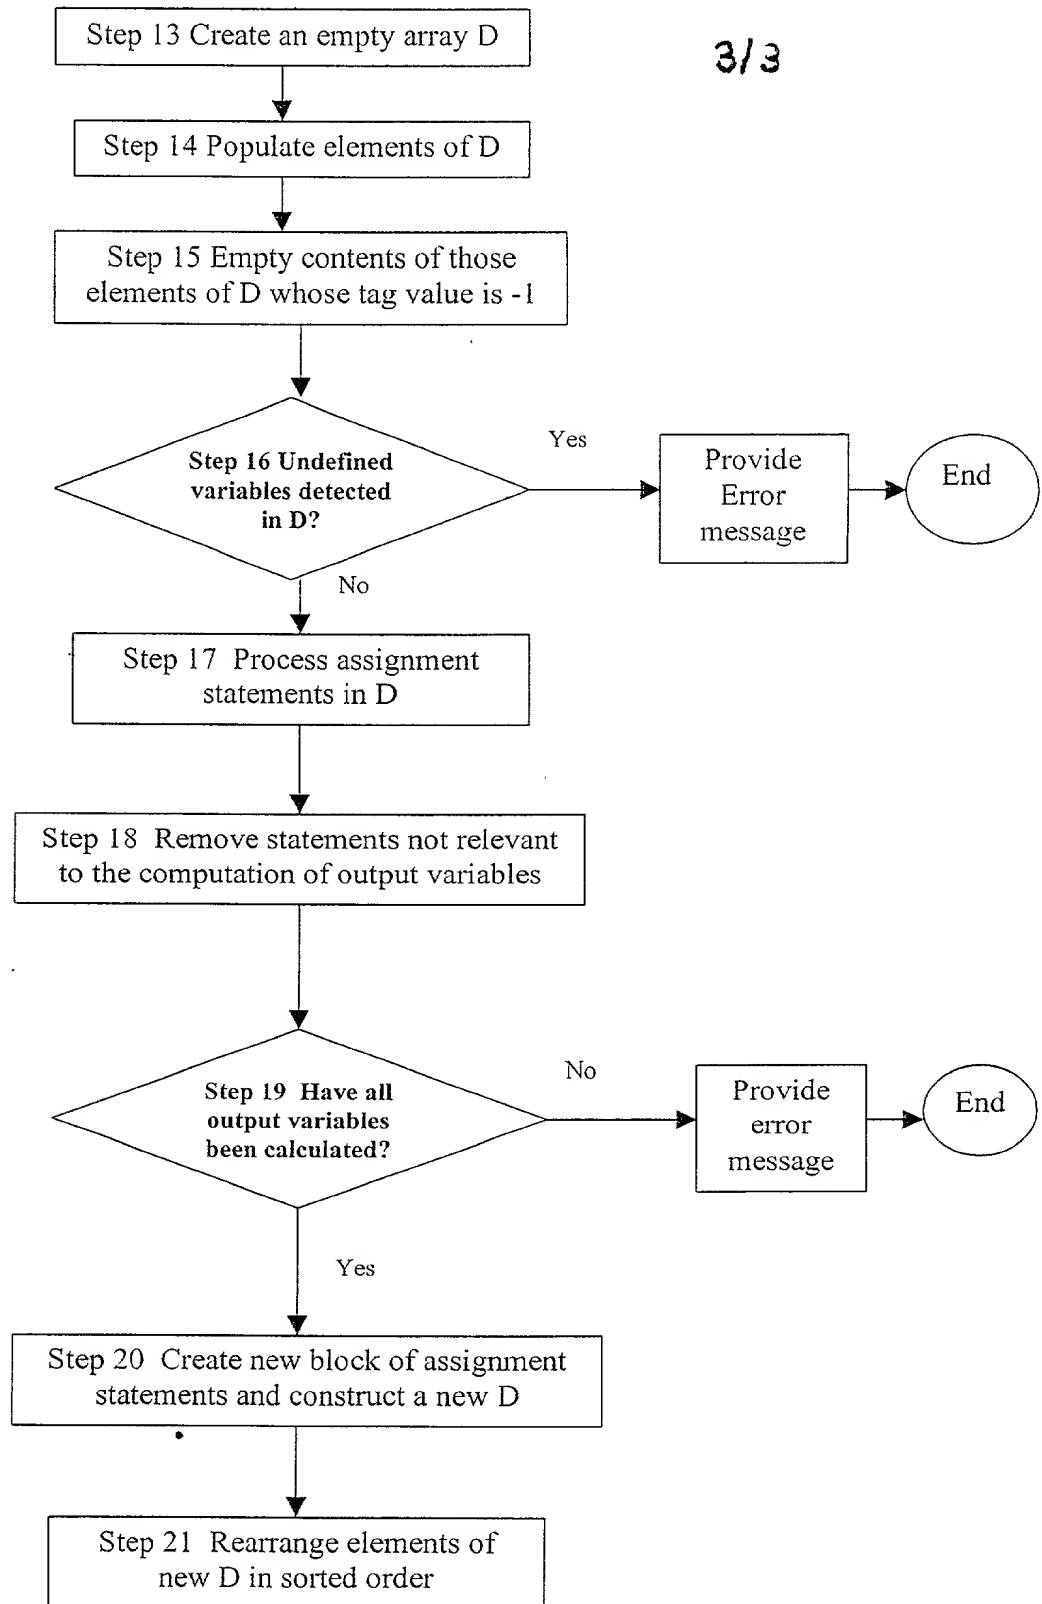 Step 13 Create an empty array D
3/3
Step 14 Populate elements of D
Step 15 Empty contents of those
elements of D whose tag value is -1
Yes
Step 16 Undefined
variables detected
in D?
Provide
Error
message
End
No
Step 17 Process assignment
statements in D
Step 18 Remove statements not relevant
to the computation of output variables
No
Step 19 Have all
output variables
been calculated?
Provide
error
message
End
Yes
Step 20 Create new block of assignment
statements and construct a new D
Step 21 Rearrange elements of
new D in sorted order